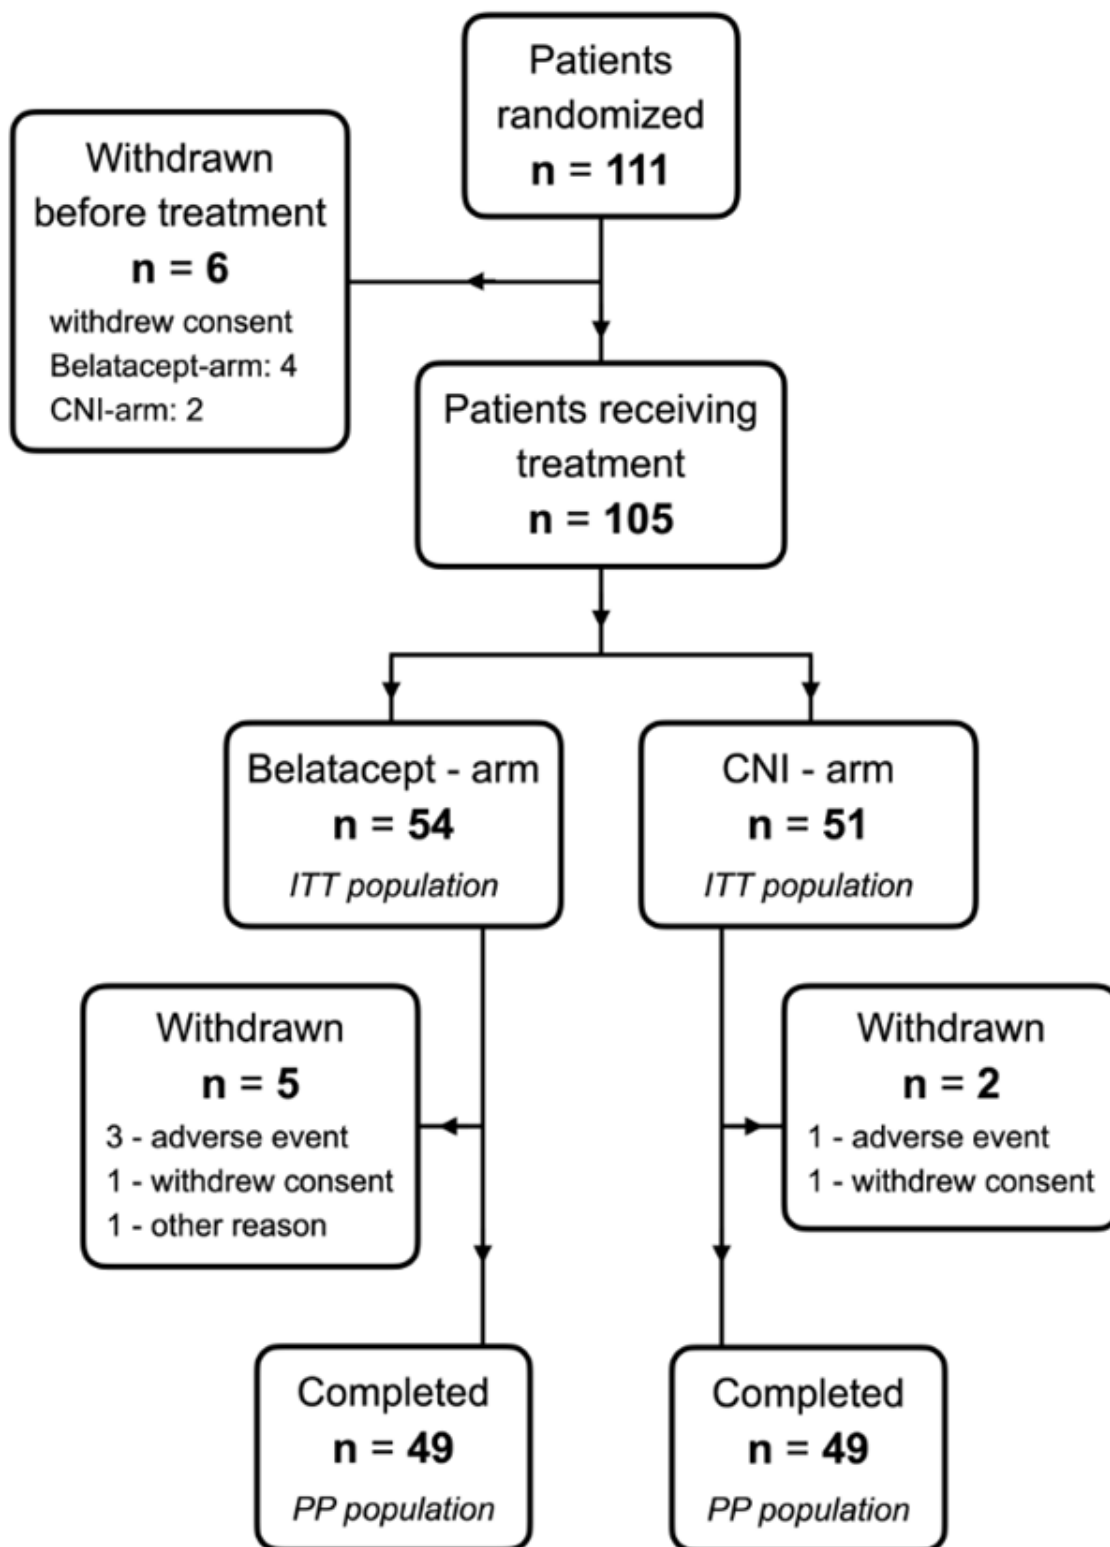 Patients
randomized
n = 111
Withdrawn
before treatment
n = 6
withdrew consent
Belatacept-arm: 4
CNI-arm: 2
Patients receiving
treatment
n = 105
Belatacept - arm
n = 54
ITT population
CNI - arm
n = 51
ITT population
Withdrawn
n = 5
3 - adverse event
1 - withdrew consent
1 - other reason
Withdrawn
n = 2
1 - adverse event
1 - withdrew consent
Completed
n = 49
PP population
Completed
n = 49
PP population